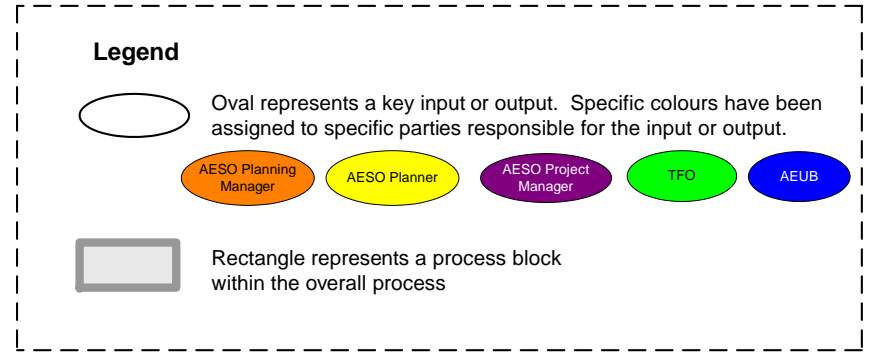 Legend
Oval represents a key input or output.  Specific colours have been
assigned to specific parties responsible for the input or output.
AESO Planning
Manager
AESO Planner
AESO Project
Manager
TFO
AEUB
Rectangle represents a process block
within the overall process